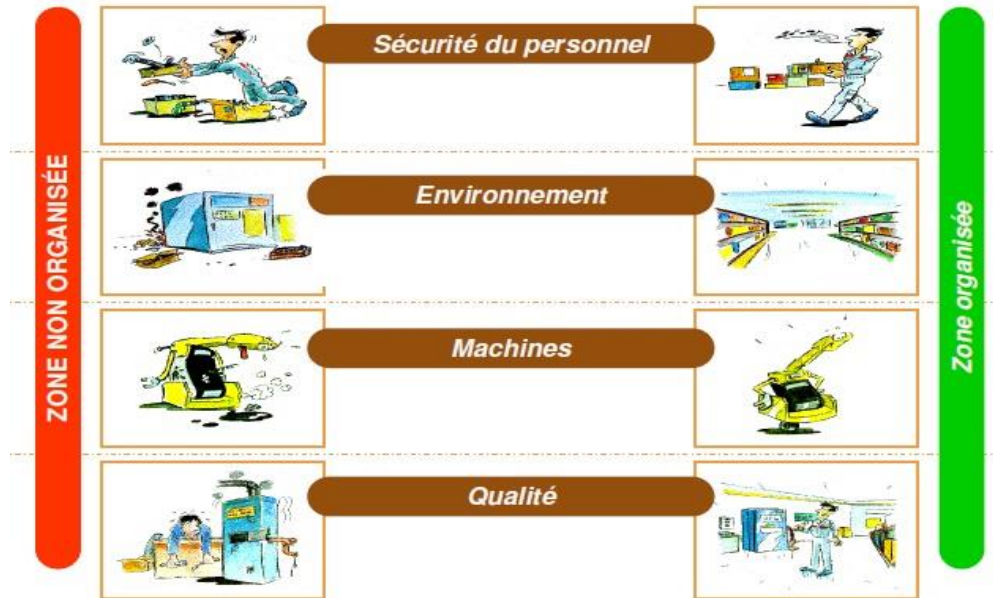 ZONE NON ORGANISÉE
Sécurité du personnel
Environnement
Machines
Qualité
Zone organisée